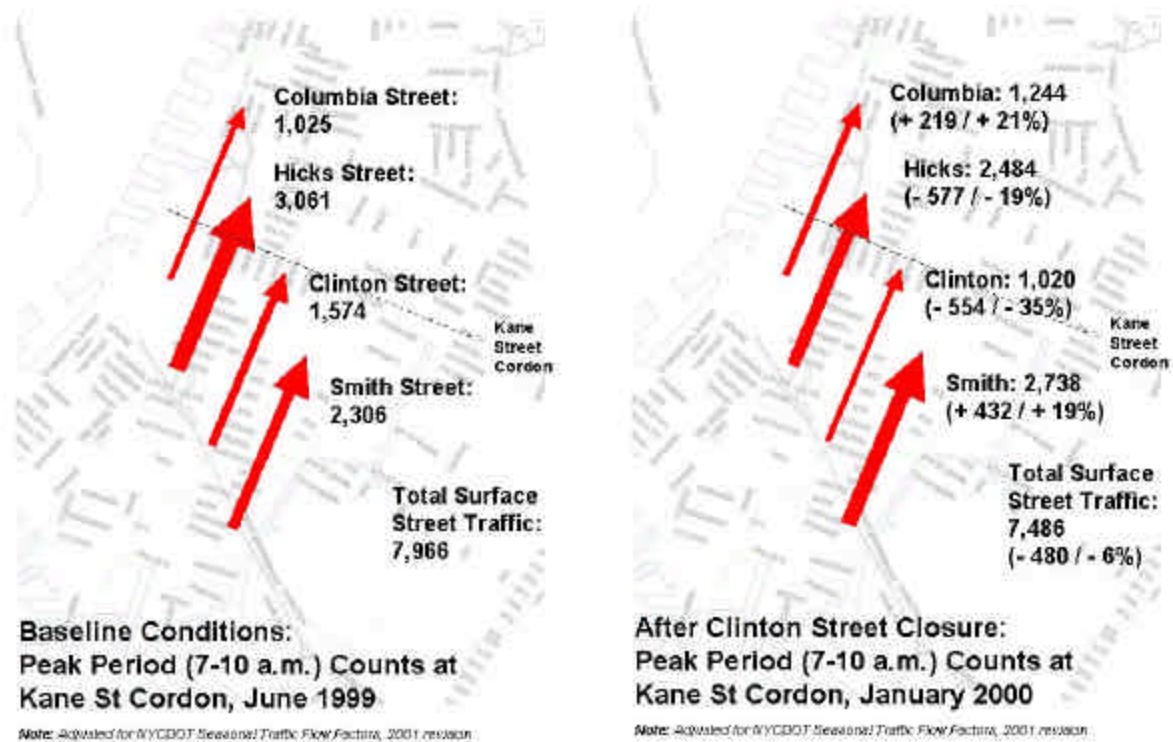 Columbia Street:
1,025
Hicks Street:
3,061
Clinton Street:
1,574
Kane
Street
Cordon
Smith Street:
2,306
Total Surface
Street Traffic:
7,966
Baseline Conditions:
Peak Period (7-10 a.m.) Counts at
Kane St Cordon, June 1999
Note: Adjusted for NYCDOT Seasonal Traffic Flow Factors, 2001 revision
Columbia: 1,244
(+ 219 / + 21%)
Hicks: 2,484
(- 577 / - 19%)
Clinton: 1,020
(- 554 / - 35%)
Kane
Street
Cordon
Smith: 2,738
(+ 432 / + 19%)
Total Surface
Street Traffic:
7,486
(- 480 / - 6%)
After Clinton Street Closure:
Peak Period (7-10 a.m.) Counts at
Kane St Cordon, January 2000
Note: Adjusted for NYCDOT Seasonal Traffic Flow Factors, 2001 revision